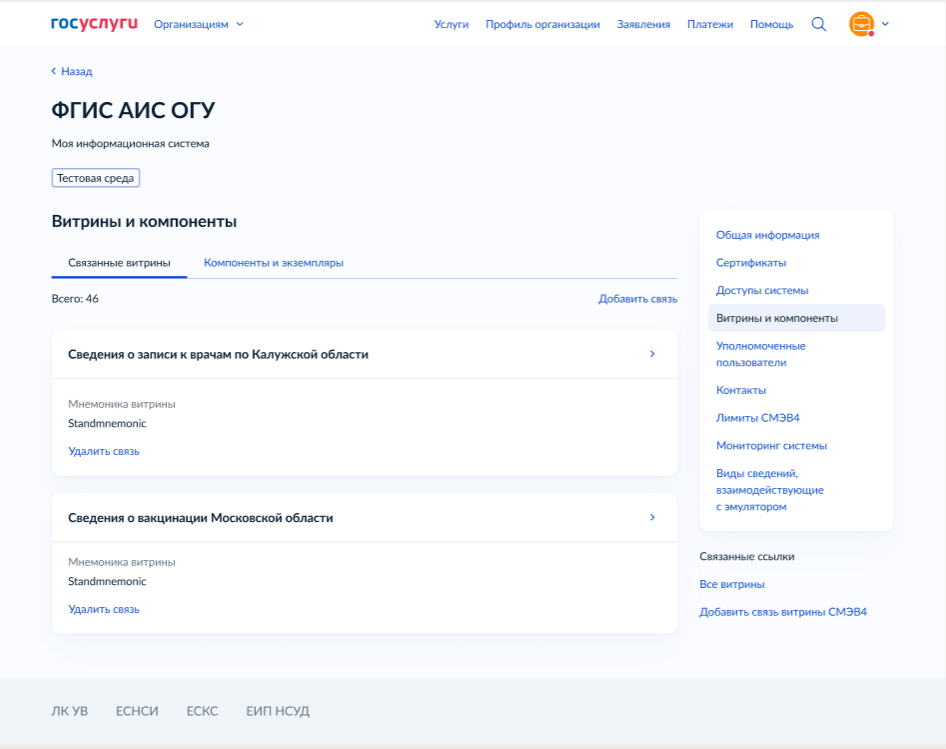 госуслуги Организациям Услуги Профиль организации Заявления Платежи Помощь
Назад
ФГИС АИС ОГУ
Моя информационная система
Тестовая среда
Витрины и компоненты
Связанные витрины Компоненты и экземпляры
Всего: 46 Добавить связь
Сведения о записи к врачам по Калужской области
Мнемоника витрины
Standmnemonic
Удалить связь
Сведения о вакцинации Московской области
Мнемоника витрины
Standmnemonic
Удалить связь
Общая информация
Сертификаты
Доступы системы
Витрины и компоненты
Уполномоченные
пользователи
Контакты
Лимиты СМЭВ4
Мониторинг системы
Виды сведений,
взаимодействующие
с эмулятором
Связанные ссылки
Все витрины
Добавить связь витрины СМЭВ4
ЛК УВ ЕСНСИ ЕСКС ЕИП НСУД